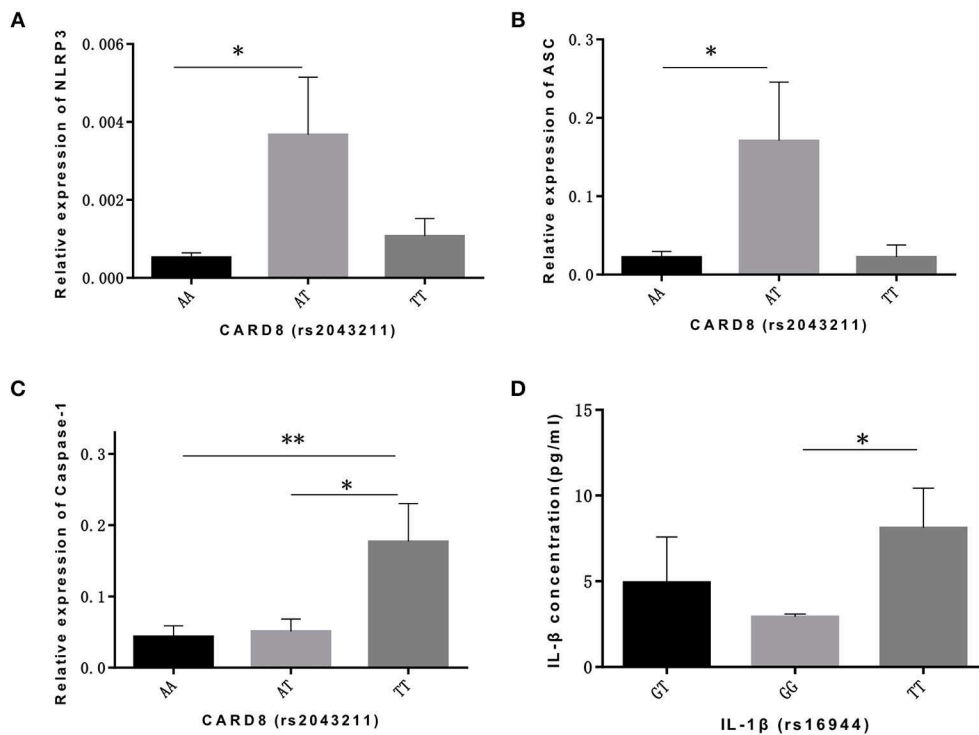 A
Relative expression of NLRP3
0.006
0.004
0.002
0.000
*
AA
AT
TT
CARD8 (rs2043211)
B
Relative expression of ASC
0.3
0.2
0.1
0.0
*
AA
AT
TT
CARD8 (rs2043211)
C
Relative expression of Caspase-1
0.3
0.2
0.1
0.0
**
*
AA
AT
TT
CARD8 (rs2043211)
D
IL-β concentration(pg/ml)
15
10
5
0
*
GT
GG
TT
IL-1β (rs16944)